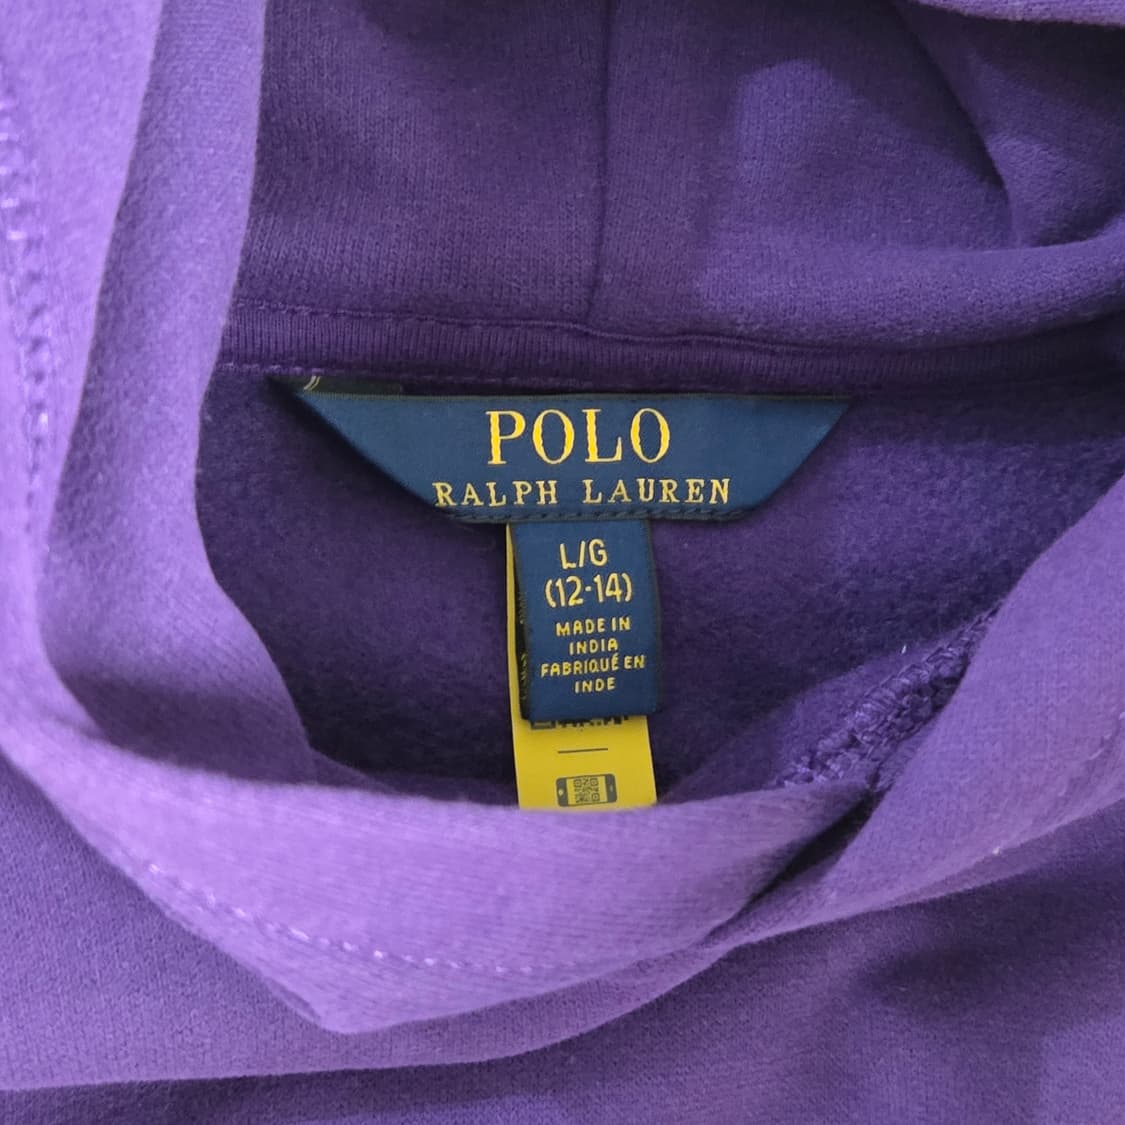 POLO
RALPH LAUREN
L/G
(12-14)
MADE IN
INDIA
FABRIQUÉ EN
INDE